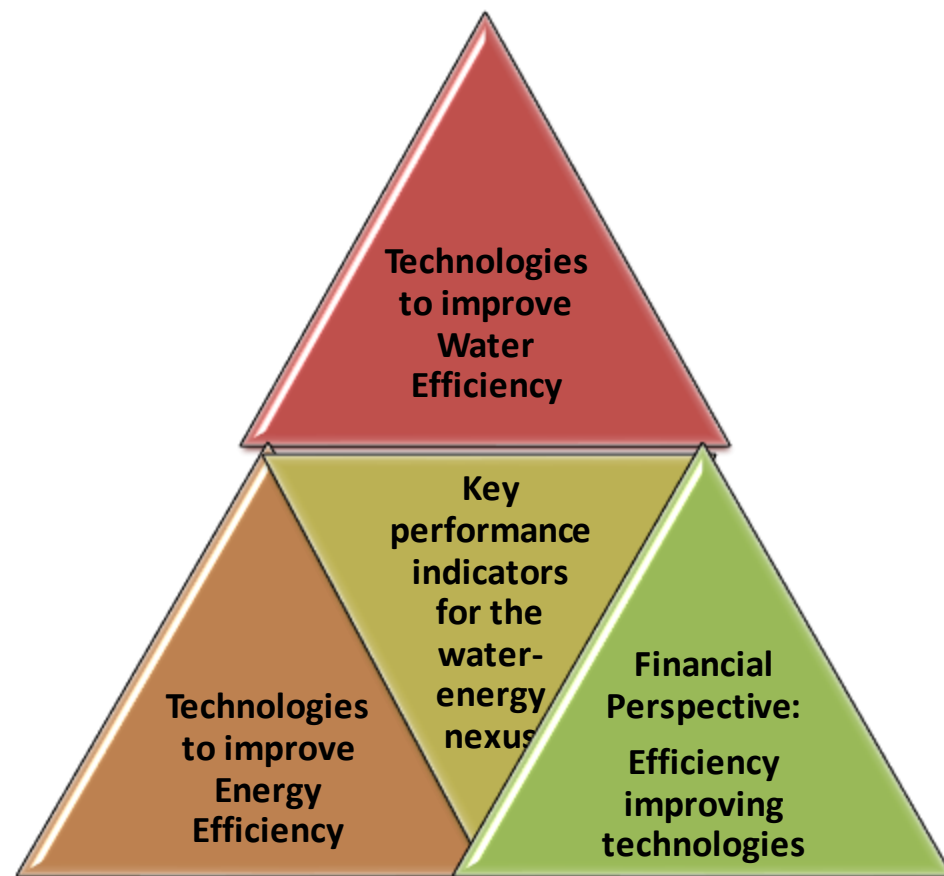 Technologies
to improve
Water
Efficiency
Key
performance
indicators
for the
water-
energy
nexus
Technologies
to improve
Energy
Efficiency
Financial
Perspective:
Efficiency
improving
technologies